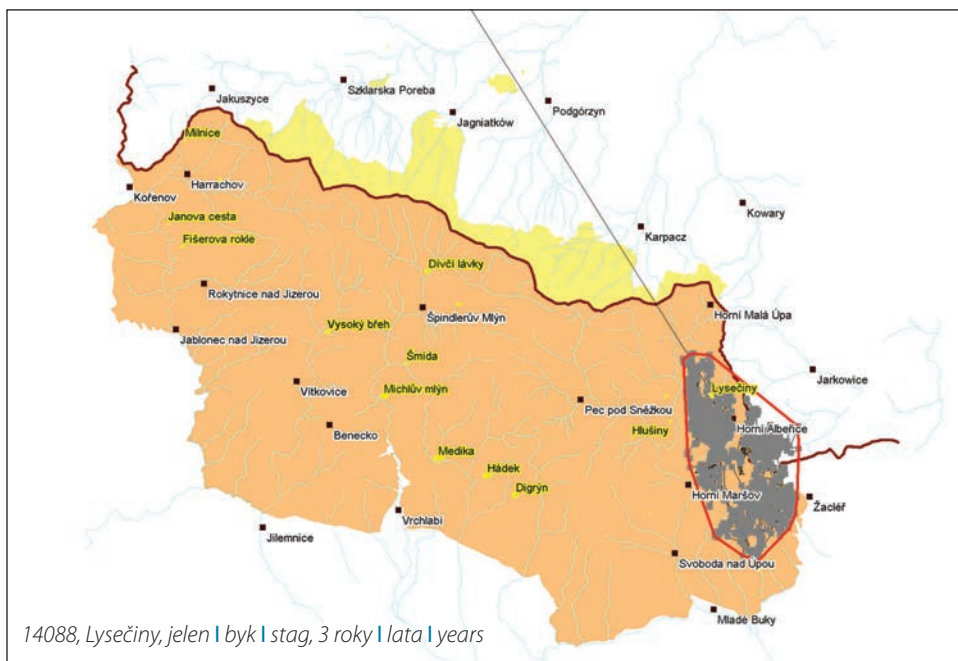 Szklarska Poreba
Jakuszyce
Podgórzyn
Jagniatków
Milnice
Harrachov
Kořenov
Kowary
Janova cesta
Karpacz
Fišerova rokle
Dívčí lávky
Rokytnice nad Jizerou
Horní Malá Úpa
Špindlerův Mlýn
Vysoký břeh
Jablonec nad Jizerou
Šmída
Jarkowice
Vítkovice
Lysečiny
Michlův mlýn
Pec pod Sněžkou
Benecko
Horní Albeřice
Hlušiny
Medika
Hádek
Horní Maršov
Digrýn
Žacléř
Vrchlabí
Jilemnice
Svoboda nad Úpou
Mladé Buky
14088, Lysečiny, jelen | byk | stag, 3 roky | lata | years